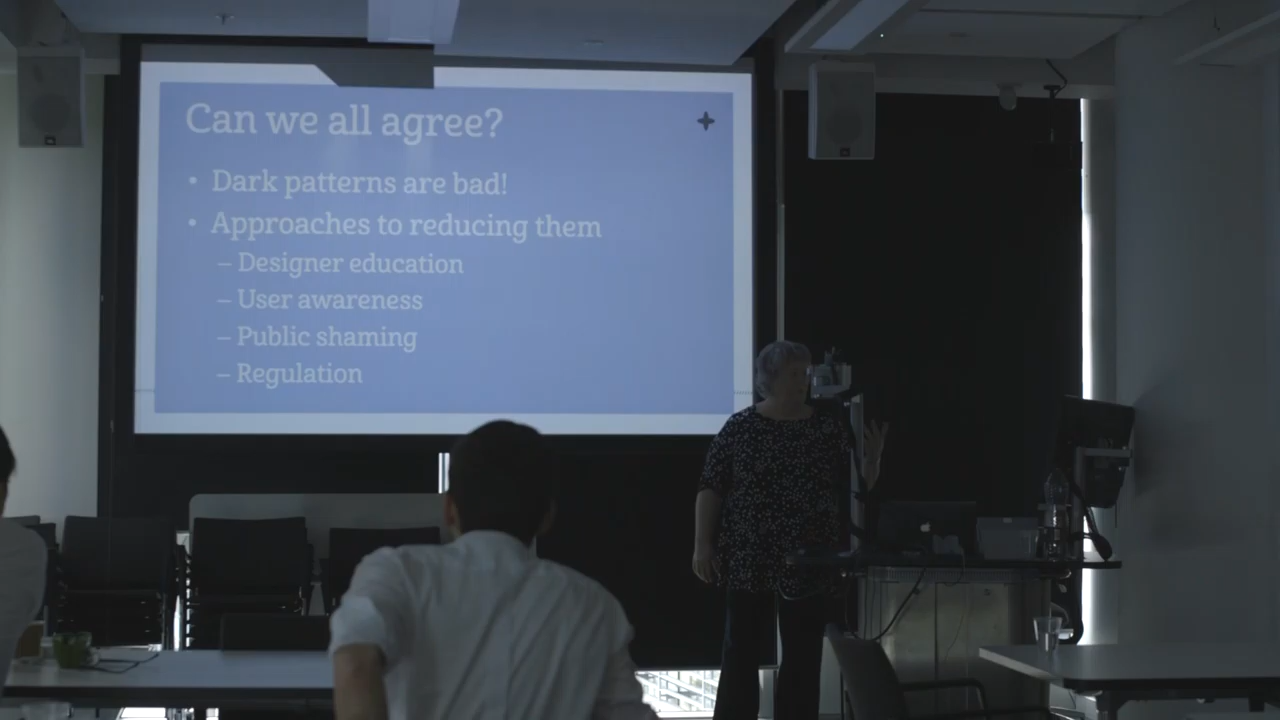 Can we all agree?
• Dark patterns are bad!
• Approaches to reducing them
– Designer education
– User awareness
– Public shaming
– Regulation